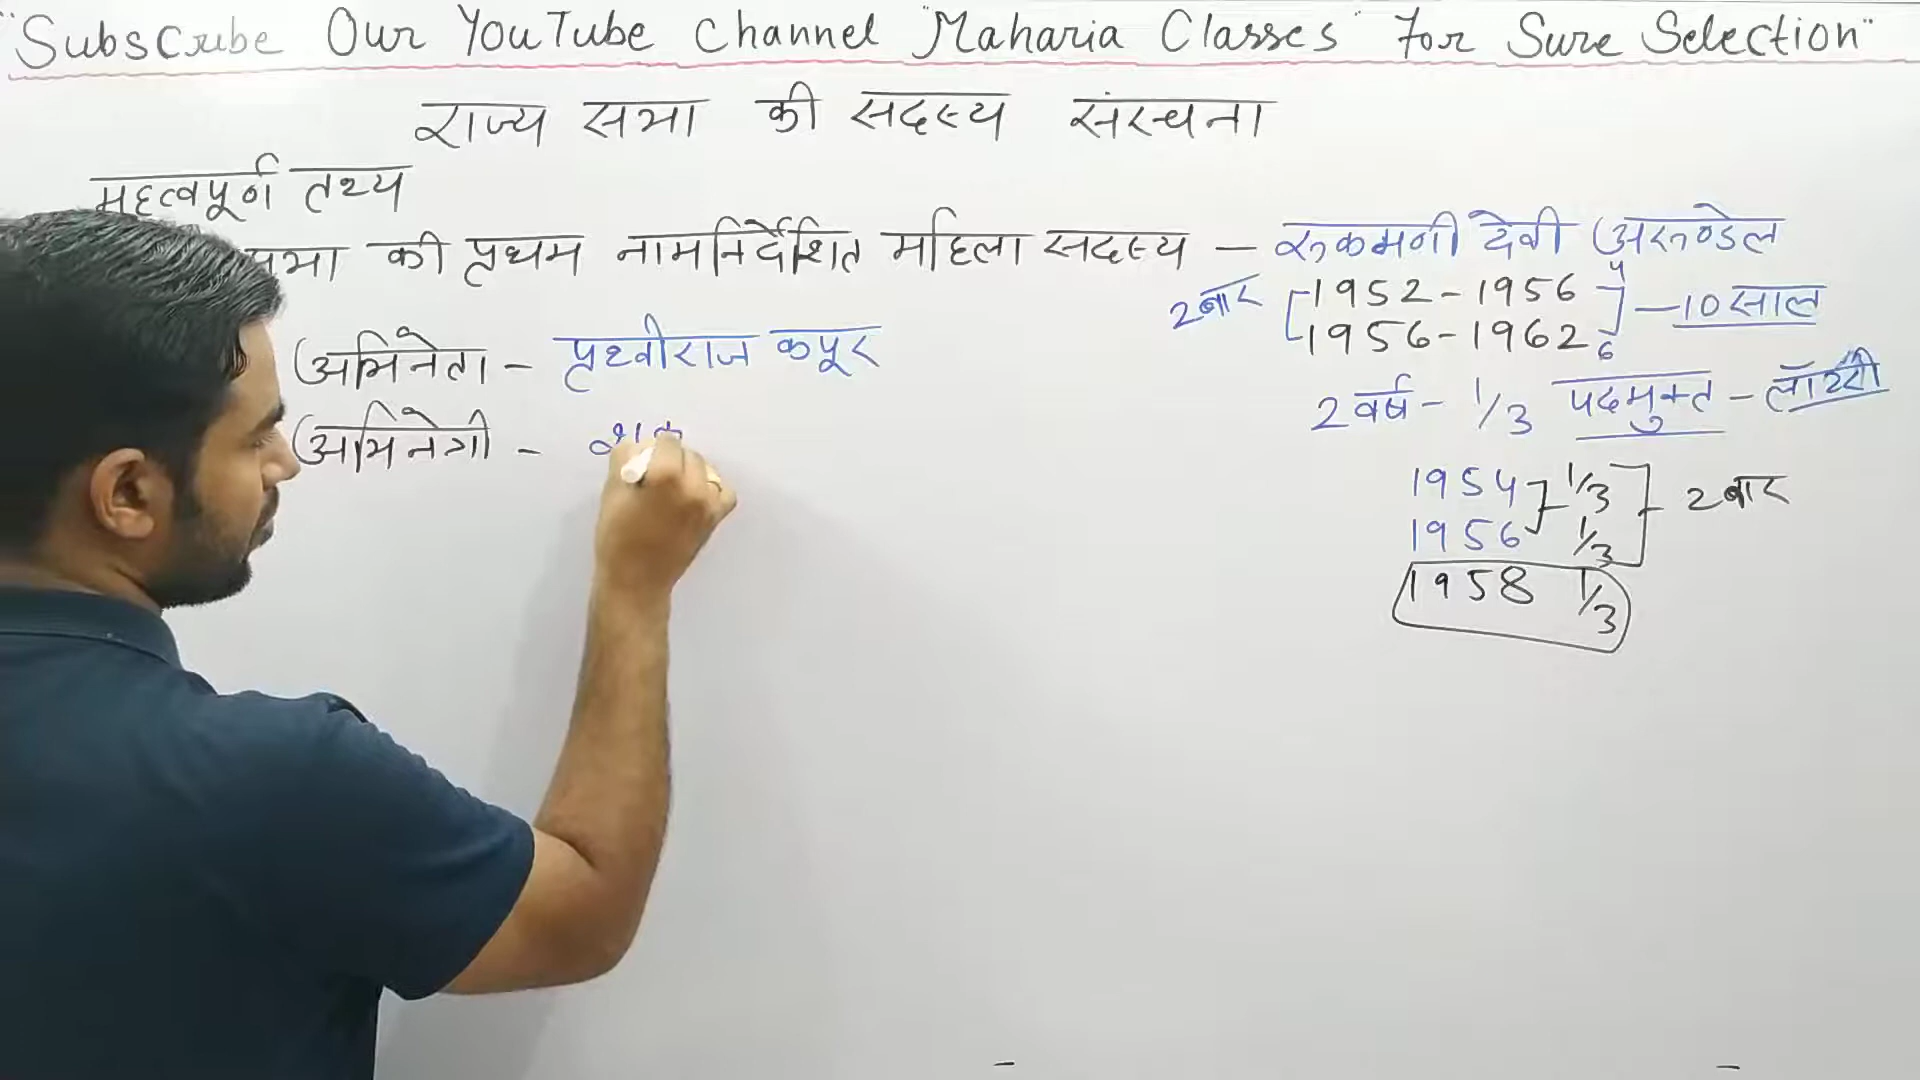 "Subscribe Our YouTube Channel "Maharia Classes" For Sure Selection"
राज्य सभा की सदस्य संरचना
महत्वपूर्ण तथ्य
सभा की प्रथम नामनिर्देशित महिला सदस्य – रुकमणी देवी अरुण्डेल
2 बार [1952 - 1956 4
1956 - 1962 6] – 10 साल
अभिनेता – पृथ्वीराज कपूर
2 वर्ष – 1/3 पदमुक्त – लॉटरी
अभिनेत्री –
1954 1/3
1956 1/3 2 बार
1958 1/3